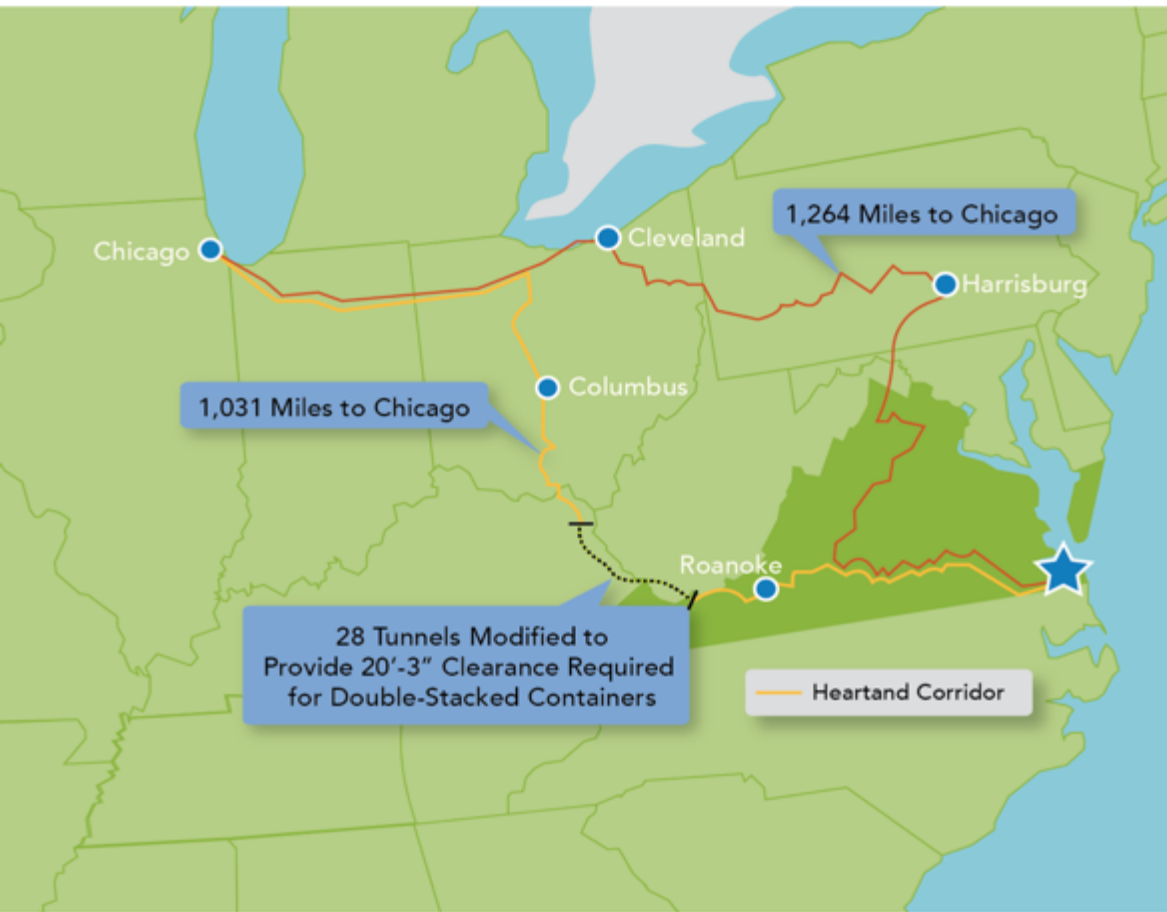 1,264 Miles to Chicago
Chicago
Cleveland
Harrisburg
Columbus
1,031 Miles to Chicago
Roanoke
28 Tunnels Modified to
Provide 20’-3” Clearance Required
for Double-Stacked Containers
Heartand Corridor